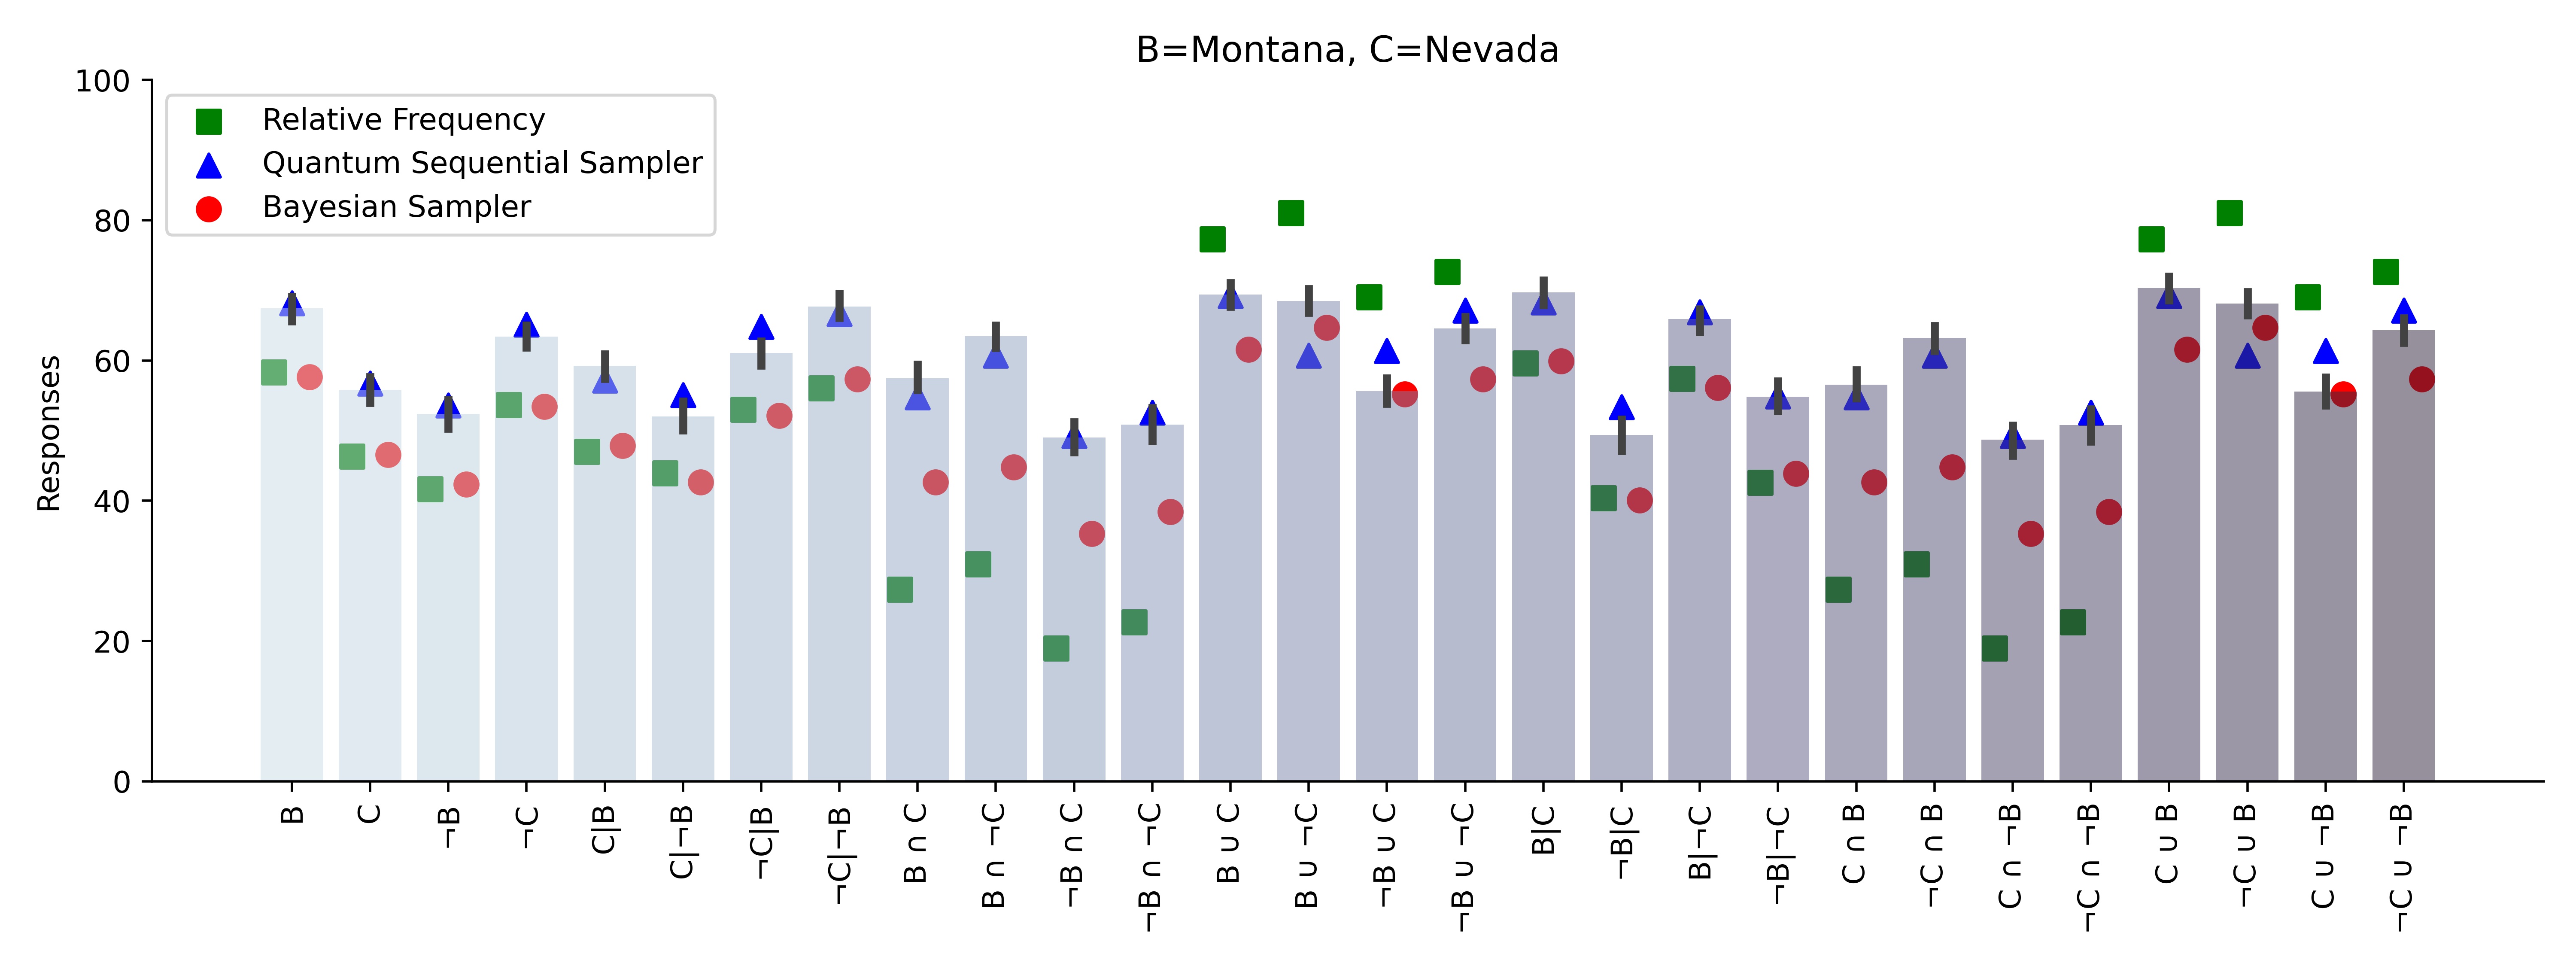 B=Montana, C=Nevada
100
80
60
40
20
0
Responses
Relative Frequency
Quantum Sequential Sampler
Bayesian Sampler
B
C
¬B
¬C
C|B
C|¬B
¬C|B
¬C|¬B
B ∩ C
B ∩ ¬C
¬B ∩ C
¬B ∩ ¬C
B ∪ C
B ∪ ¬C
¬B ∪ C
¬B ∪ ¬C
B|C
¬B|C
B|¬C
¬B|¬C
C ∩ B
¬C ∩ B
C ∩ ¬B
¬C ∩ ¬B
C ∪ B
¬C ∪ B
C ∪ ¬B
¬C ∪ ¬B